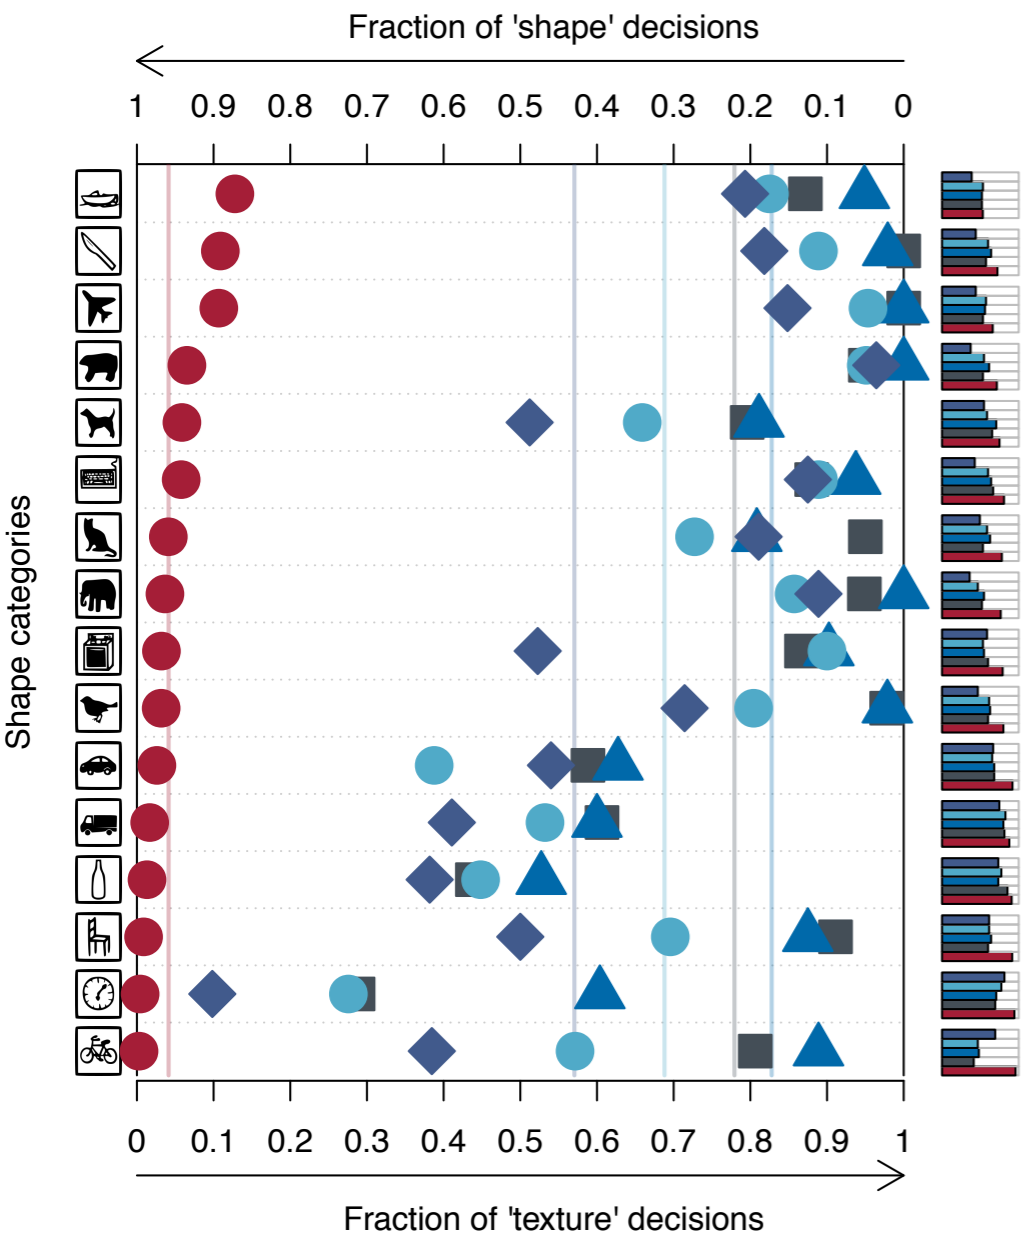 Fraction of 'shape' decisions
1 0.9 0.8 0.7 0.6 0.5 0.4 0.3 0.2 0.1 0
Shape categories
0 0.1 0.2 0.3 0.4 0.5 0.6 0.7 0.8 0.9 1
Fraction of 'texture' decisions